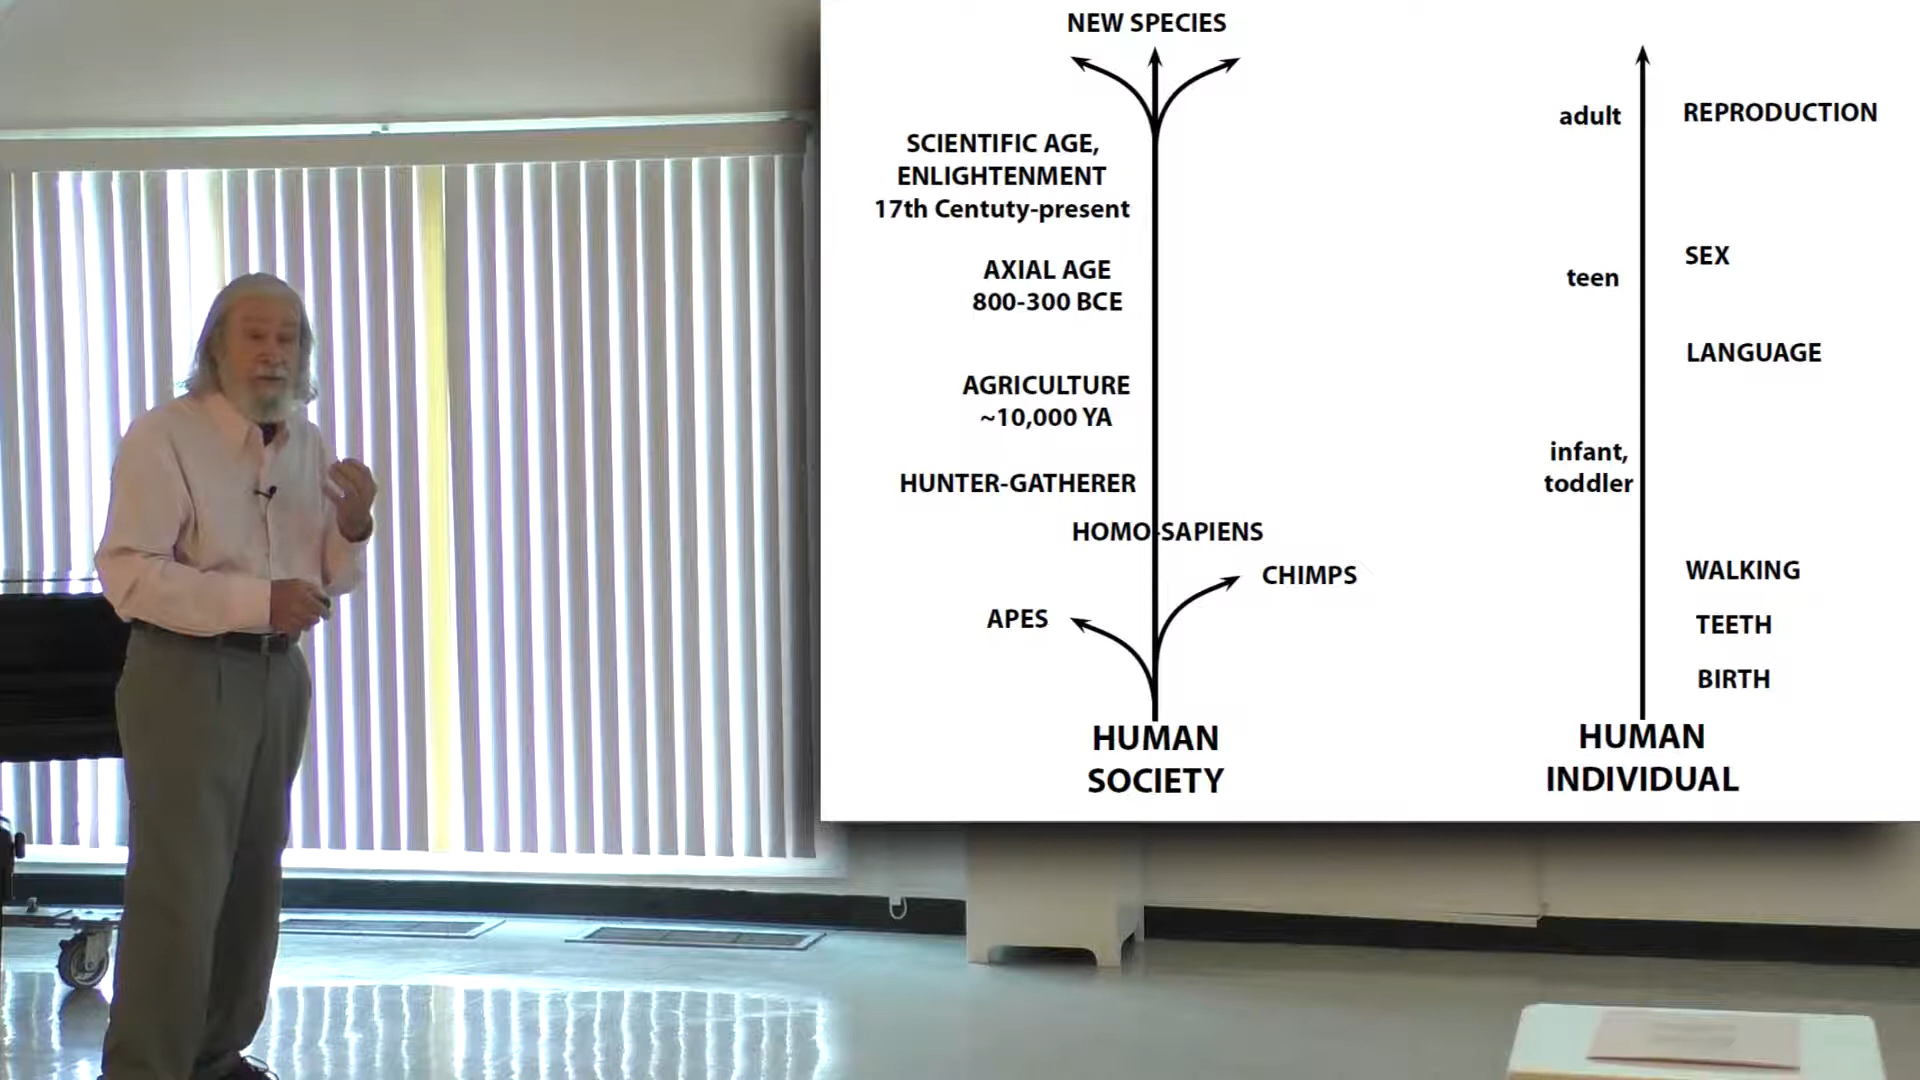 NEW SPECIES
SCIENTIFIC AGE,
ENLIGHTENMENT
17th Centuty-present
AXIAL AGE
800-300 BCE
AGRICULTURE
~10,000 YA
HUNTER-GATHERER
HOMO-SAPIENS
CHIMPS
APES
HUMAN
SOCIETY
adult
REPRODUCTION
SEX
teen
LANGUAGE
infant,
toddler
WALKING
TEETH
BIRTH
HUMAN
INDIVIDUAL